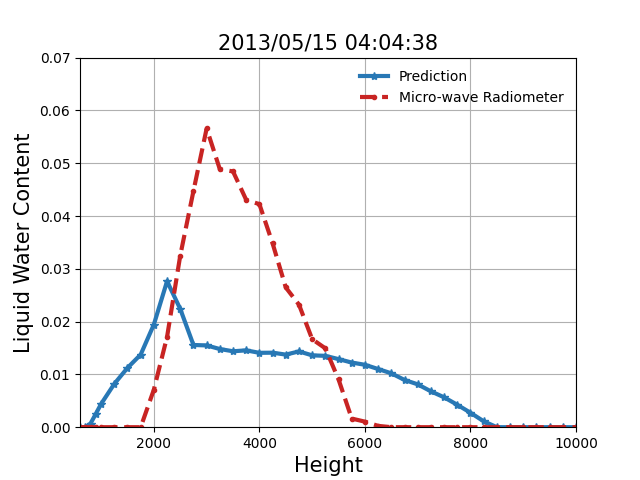 2013/05/15 04:04:38
0.07
0.06
0.05
0.04
0.03
0.02
0.01
0.00
Liquid Water Content
Prediction
Micro-wave Radiometer
2000 4000 6000 8000 10000
Height